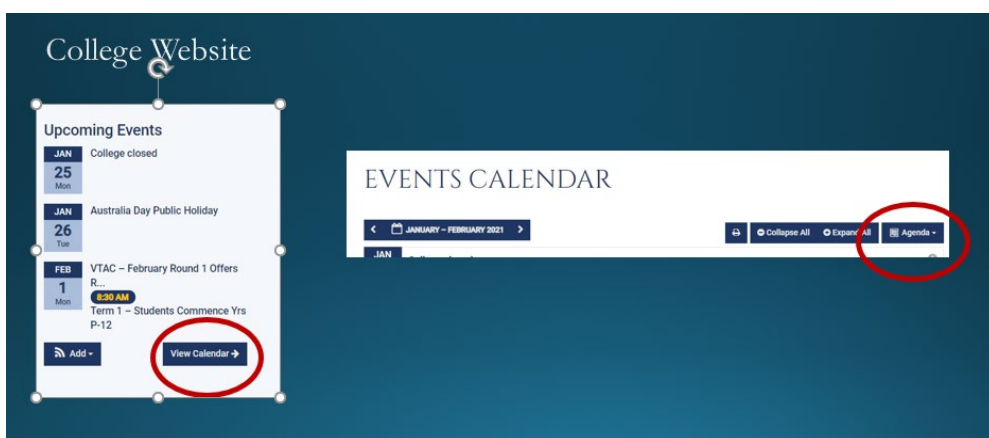 College Website
Upcoming Events
JAN
25
Mon
College closed
JAN
26
Tue
Australia Day Public Holiday
FEB
1
Mon
VTAC – February Round 1 Offers
R...
8:30 AM
Term 1 – Students Commence Yrs
P-12
Add
View Calendar →
EVENTS CALENDAR
JANUARY – FEBRUARY 2021
Collapse All
Expand All
Agenda
JAN